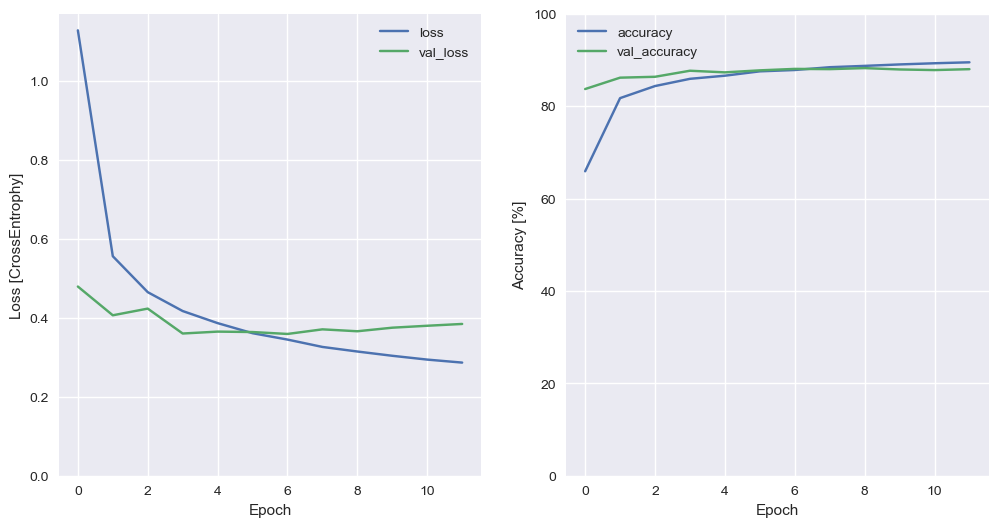 loss
val_loss
1.0
0.8
0.6
0.4
0.2
0.0
0 2 4 6 8 10
Epoch
Loss [CrossEntrophy]
accuracy
val_accuracy
100
80
60
40
20
0
0 2 4 6 8 10
Epoch
Accuracy [%]